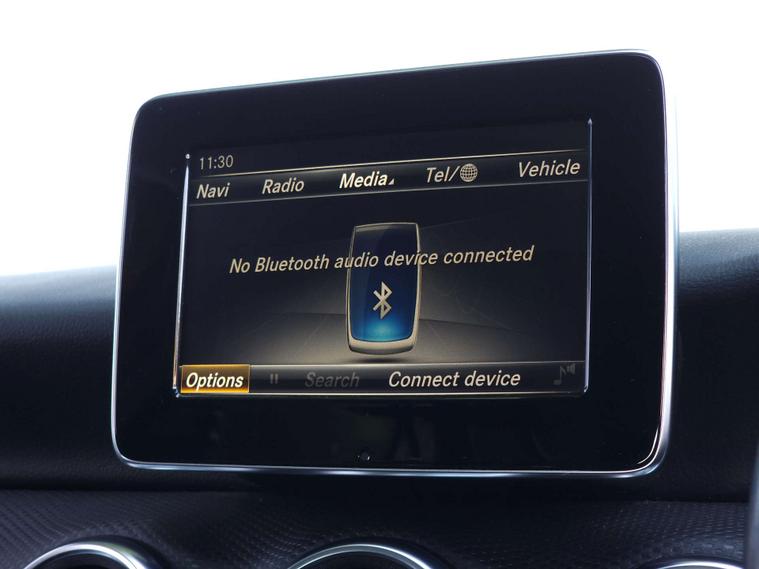 11:30
Navi Radio Media Tel/ Vehicle
No Bluetooth audio device connected
Options Search Connect device